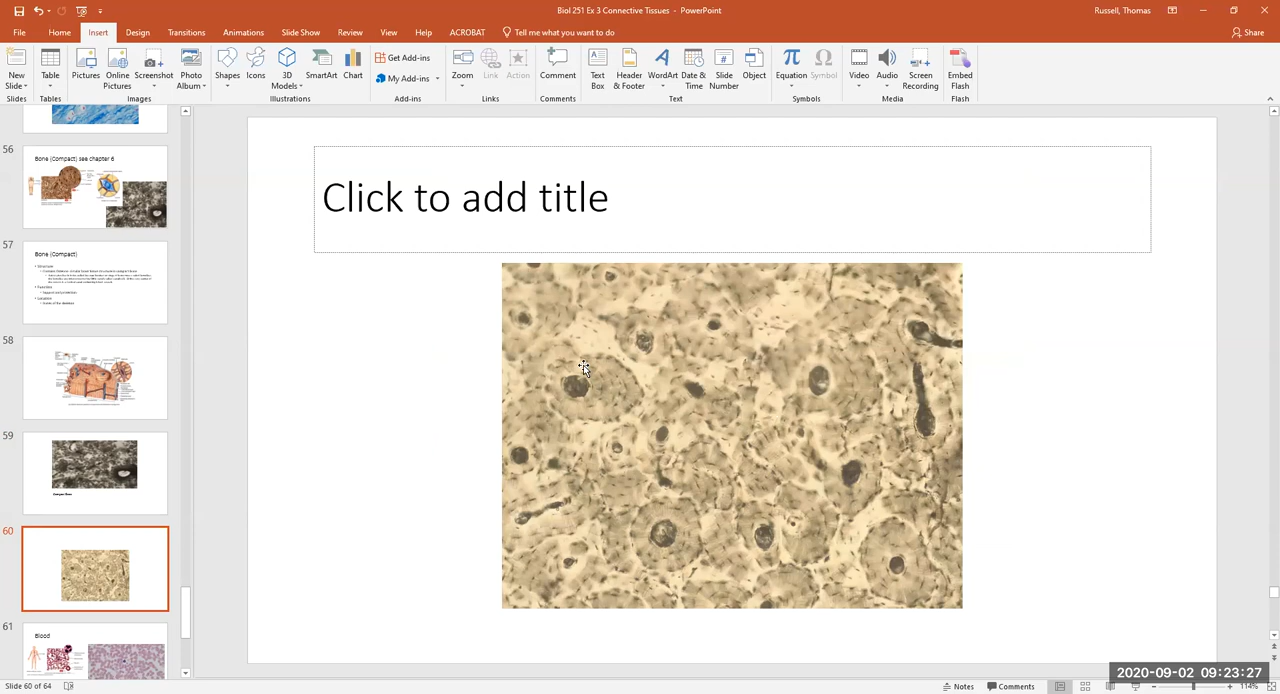 Biol 251 Ex 3 Connective Tissues - PowerPoint
Russell, Thomas
File Home Insert Design Transitions Animations Slide Show Review View Help ACROBAT Tell me what you want to do
Share
New Slide
Table
Pictures
Online Pictures
Screenshot
Photo Album
Shapes
Icons
3D Models
SmartArt
Chart
Get Add-ins
My Add-ins
Zoom
Link
Action
Comment
Text Box
Header & Footer
WordArt
Date & Time
Slide Number
Object
Equation
Symbol
Video
Audio
Screen Recording
Embed Flash
Slides
Tables
Images
Illustrations
Add-ins
Links
Comments
Text
Symbols
Media
Flash
56
Bone (Compact) see chapter 6
57
Bone (Compact)
58
59
60
61
Blood
Click to add title
2020-09-02 09:23:27
Slide 60 of 64
Notes
Comments
114%